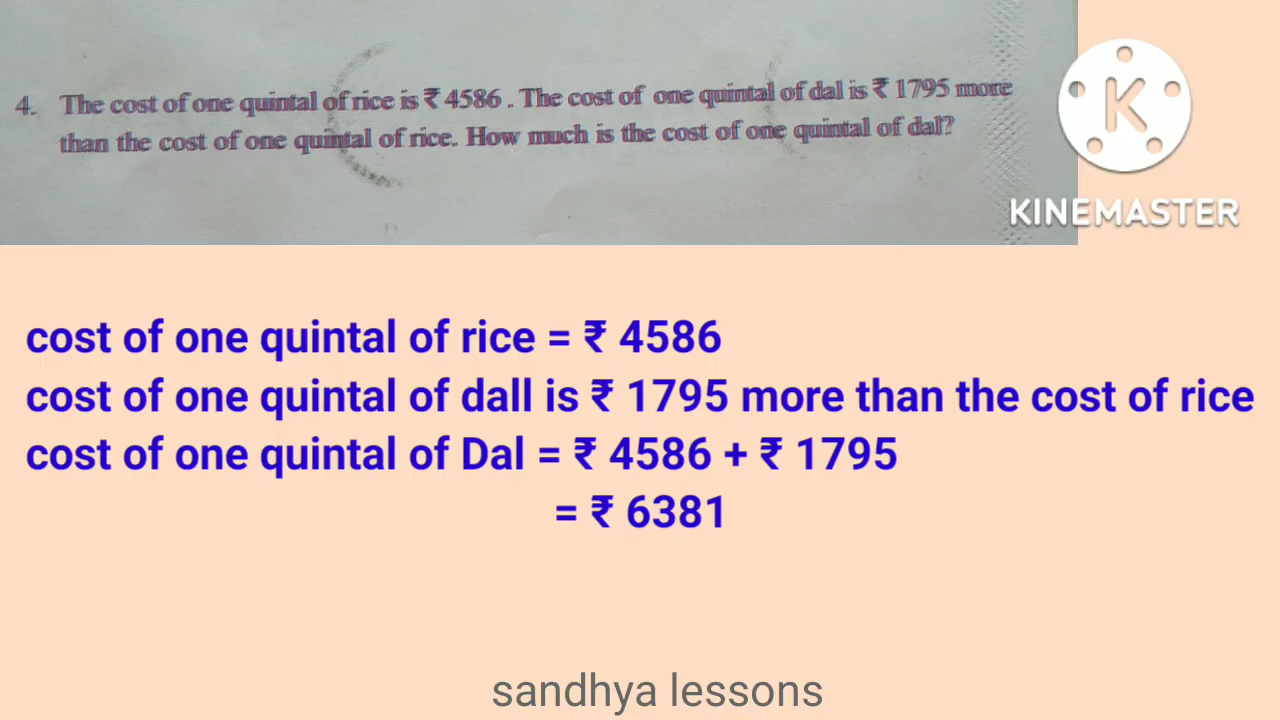 4. The cost of one quintal of rice is ₹ 4586 . The cost of one quintal of dal is ₹ 1795 more
than the cost of one quintal of rice. How much is the cost of one quintal of dal?
K
KINEMASTER
cost of one quintal of rice = ₹ 4586
cost of one quintal of dall is ₹ 1795 more than the cost of rice
cost of one quintal of Dal = ₹ 4586 + ₹ 1795
= ₹ 6381
sandhya lessons